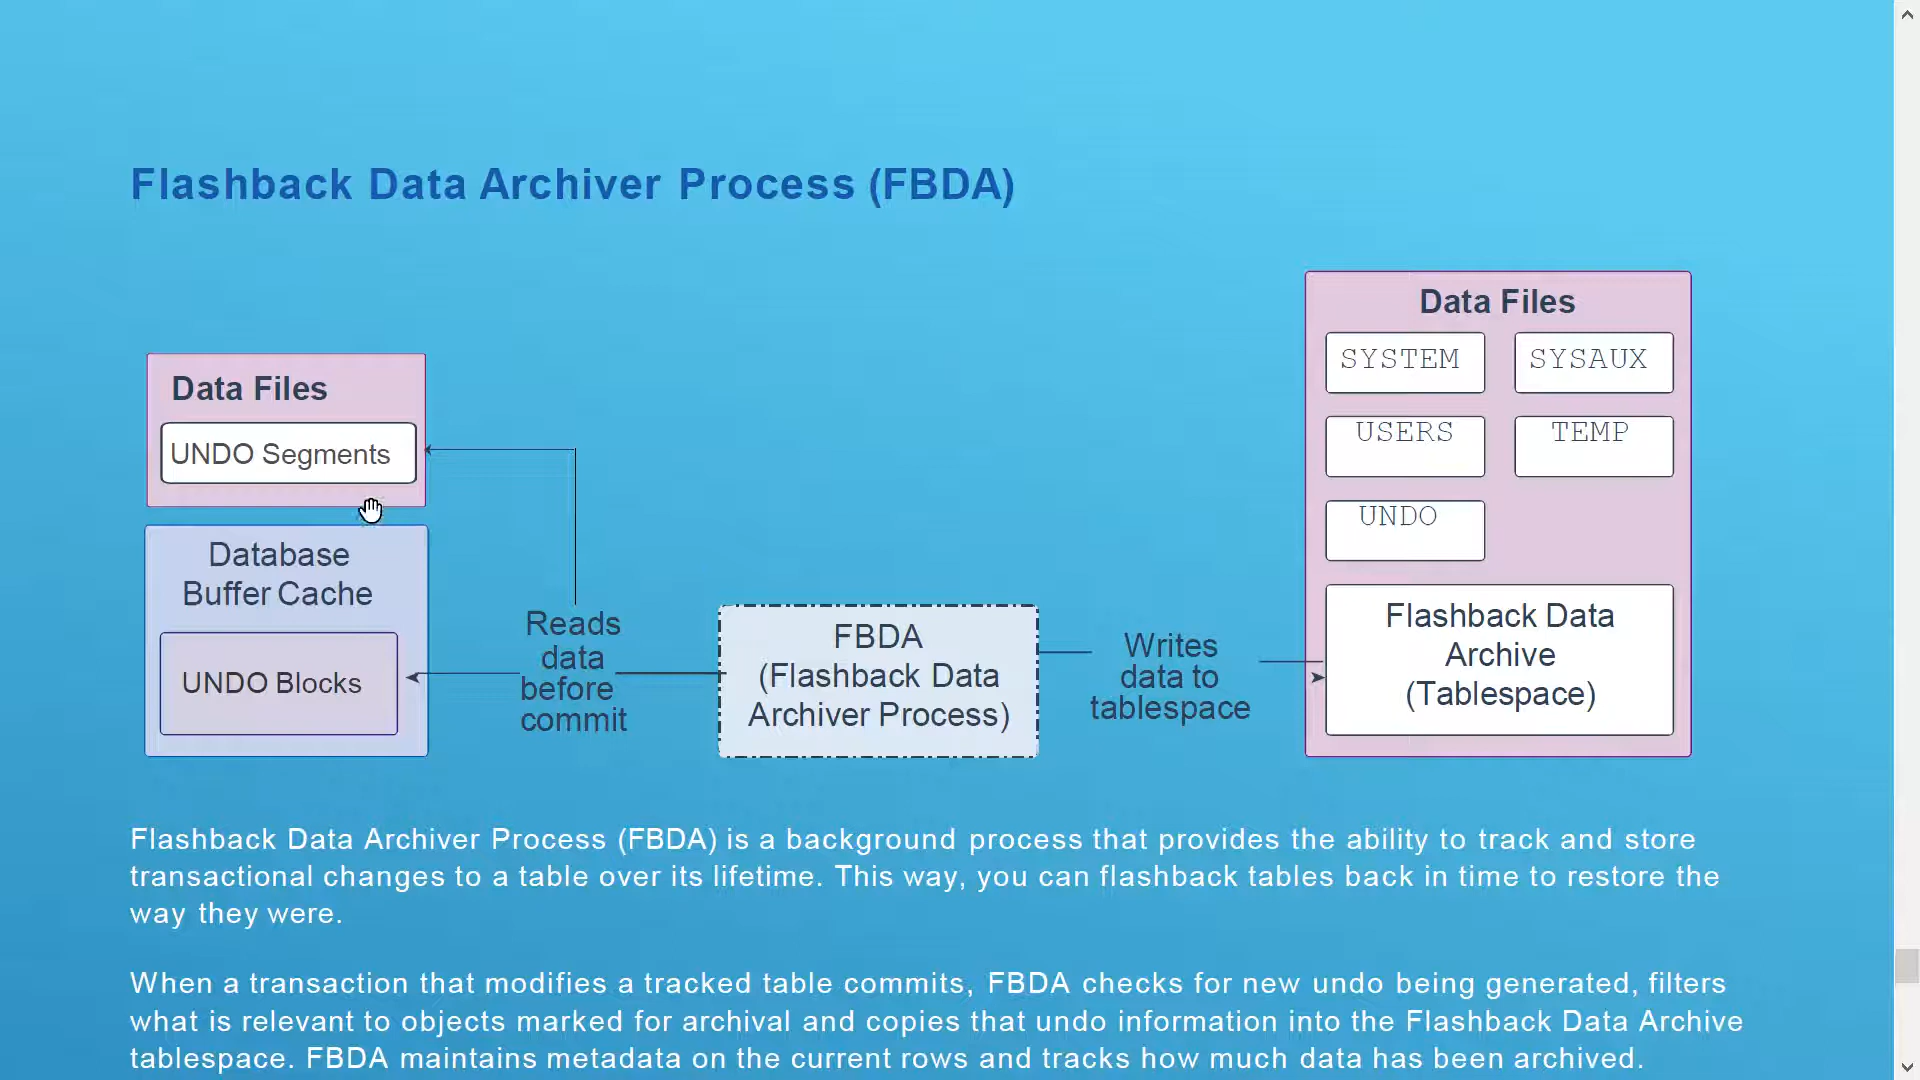 Flashback Data Archiver Process (FBDA)
Data Files
UNDO Segments
Database
Buffer Cache
UNDO Blocks
Reads
data
before
commit
FBDA
(Flashback Data
Archiver Process)
Writes
data to
tablespace
Data Files
SYSTEM
SYSAUX
USERS
TEMP
UNDO
Flashback Data
Archive
(Tablespace)
Flashback Data Archiver Process (FBDA) is a background process that provides the ability to track and store
transactional changes to a table over its lifetime. This way, you can flashback tables back in time to restore the
way they were.
When a transaction that modifies a tracked table commits, FBDA checks for new undo being generated, filters
what is relevant to objects marked for archival and copies that undo information into the Flashback Data Archive
tablespace. FBDA maintains metadata on the current rows and tracks how much data has been archived.